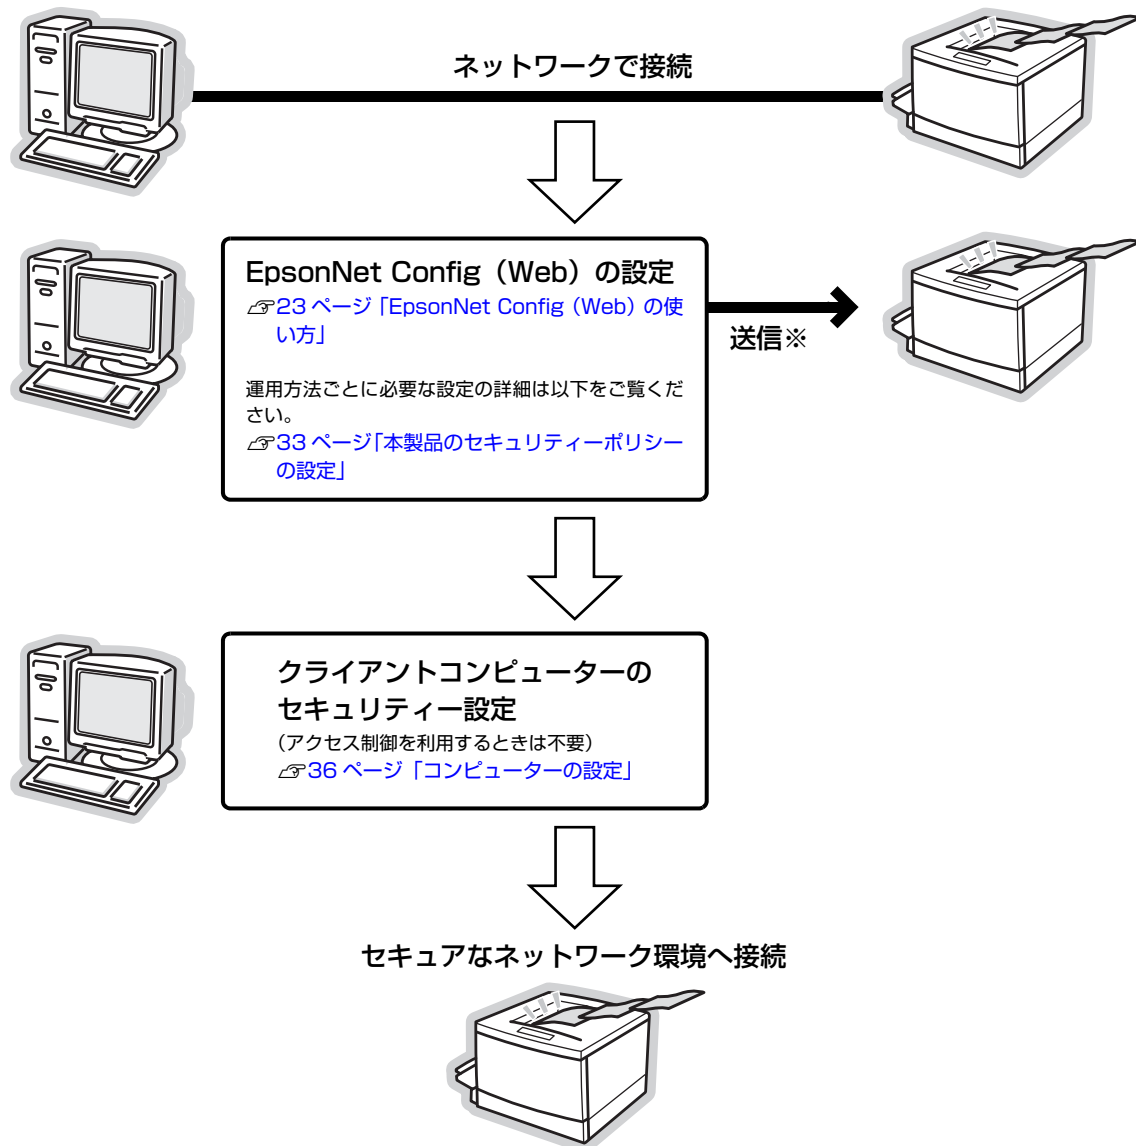 ネットワークで接続
EpsonNet Config（Web）の設定
☞23 ページ「EpsonNet Config（Web）の使
い方」
送信※
運用方法ごとに必要な設定の詳細は以下をご覧くだ
さい。
☞33 ページ「本製品のセキュリティーポリシー
の設定」
クライアントコンピューターの
セキュリティー設定
（アクセス制御を利用するときは不要）
☞36 ページ「コンピューターの設定」
セキュアなネットワーク環境へ接続